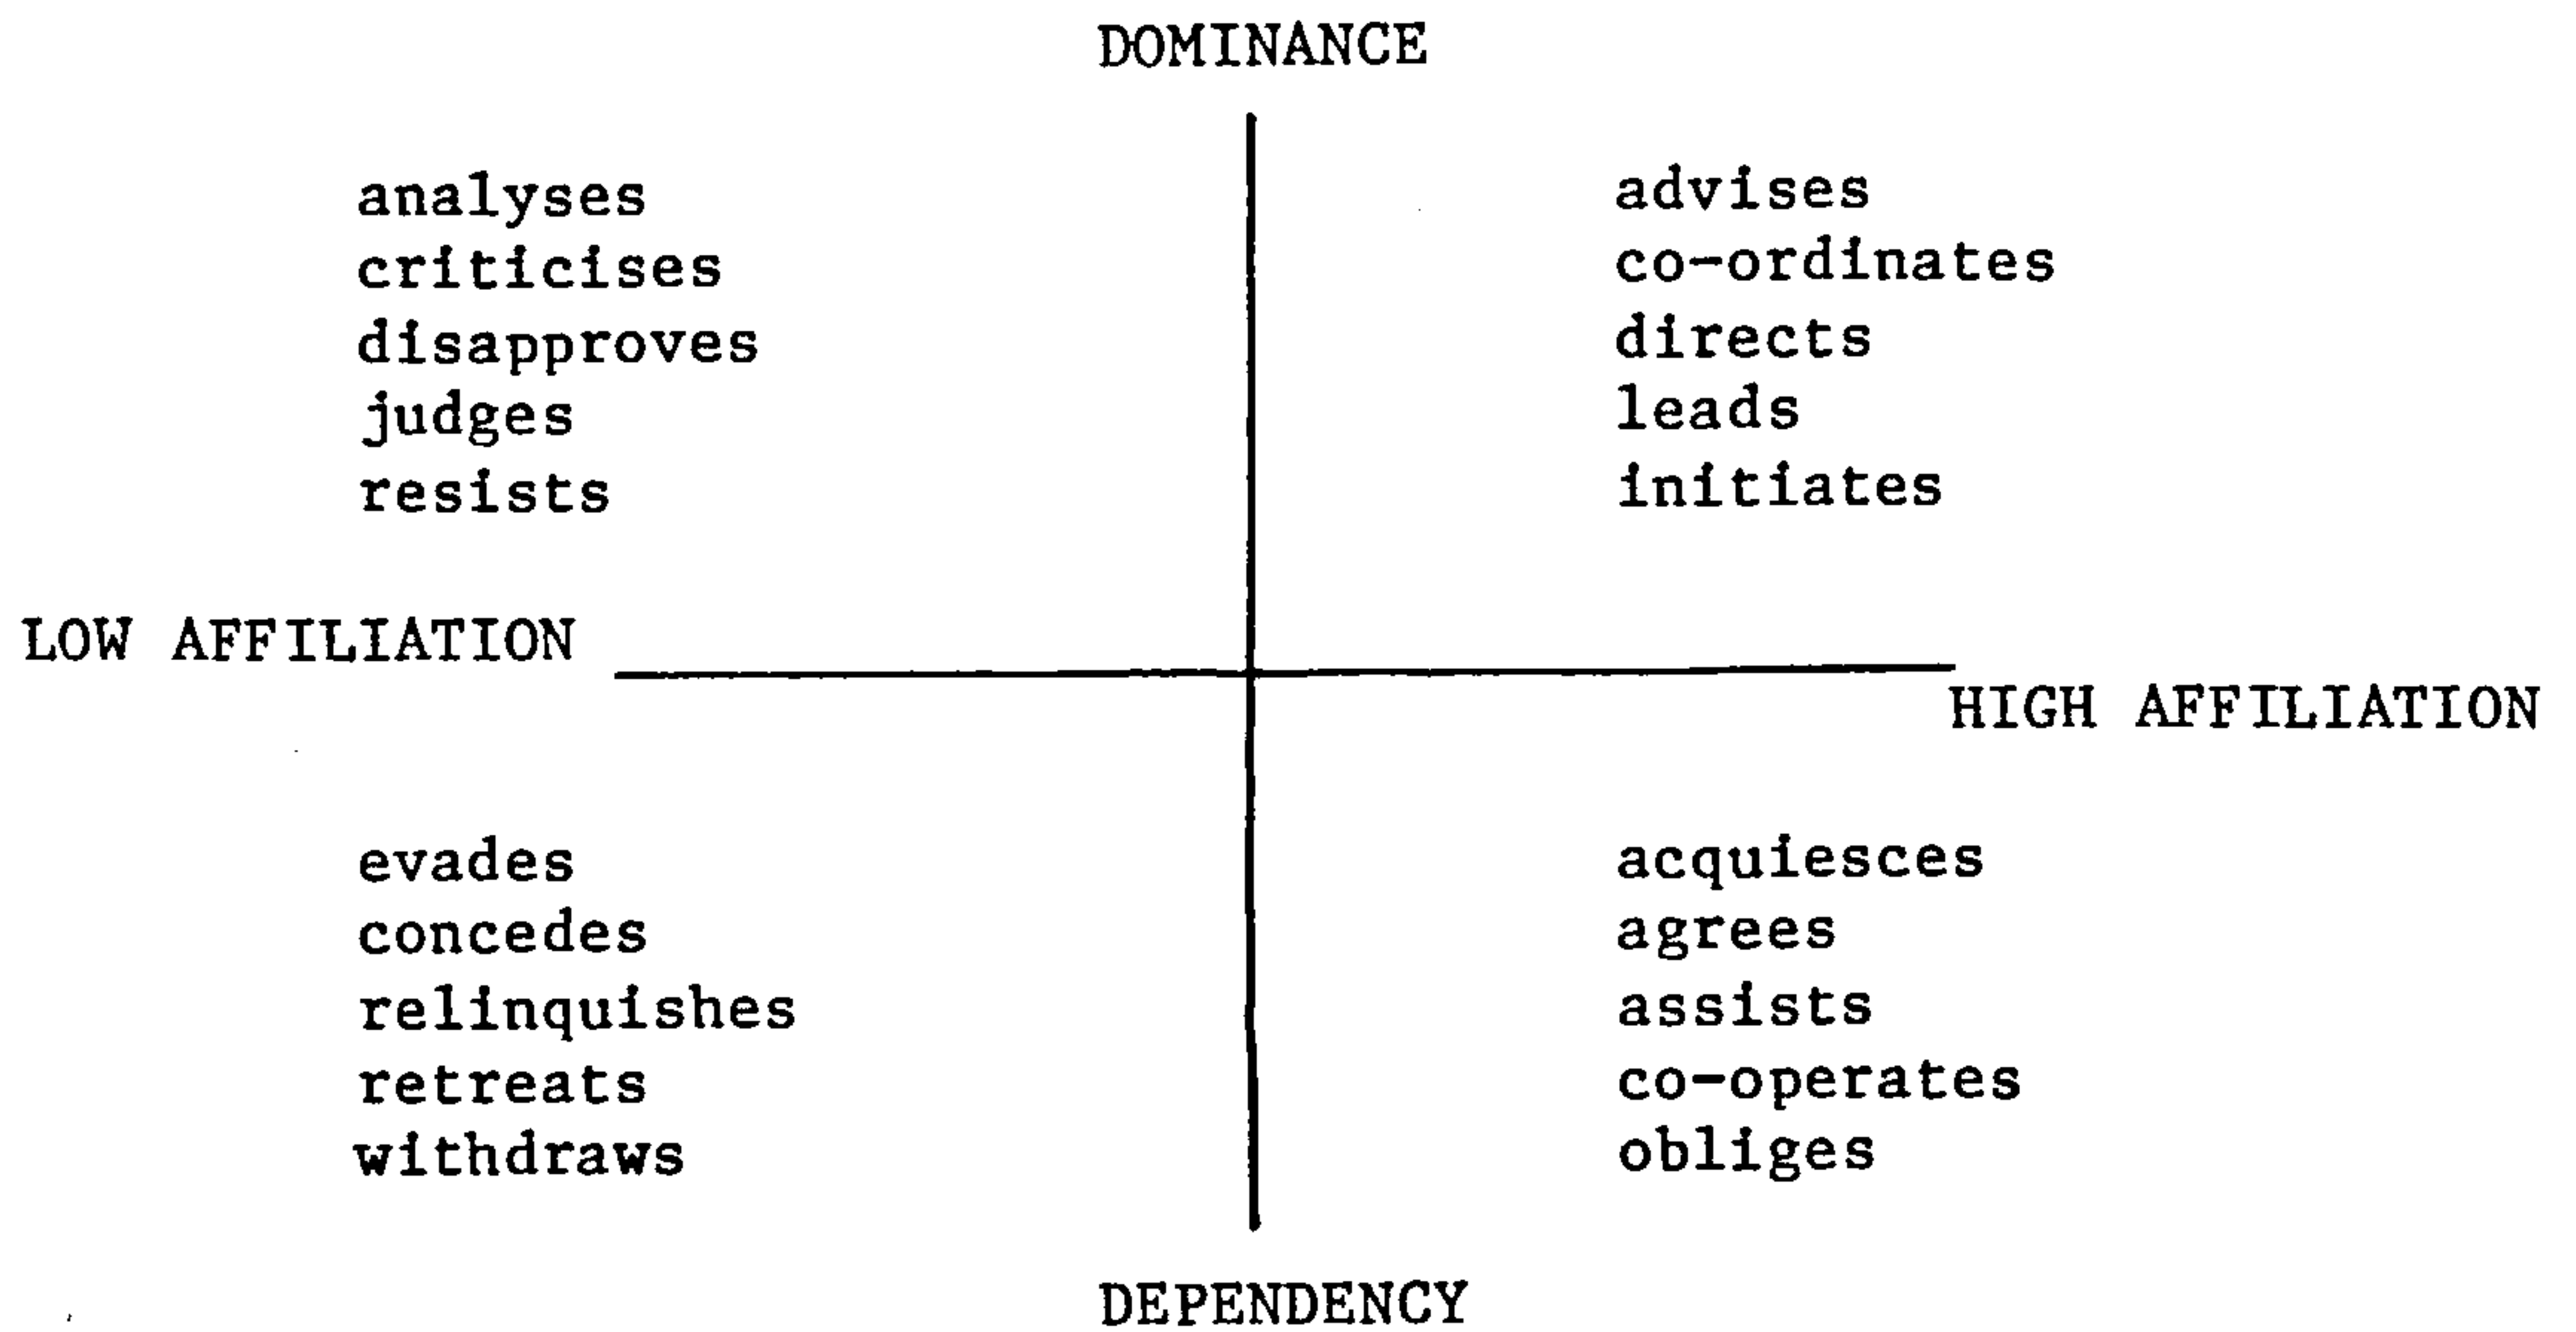 DOMINANCE
analyses
criticises
disapproves
judges
resists
advises
co-ordinates
directs
leads
initiates
LOW AFFILIATION
HIGH AFFILIATION
evades
concedes
relinquishes
retreats
withdraws
acquiesces
agrees
assists
co-operates
obliges
DEPENDENCY